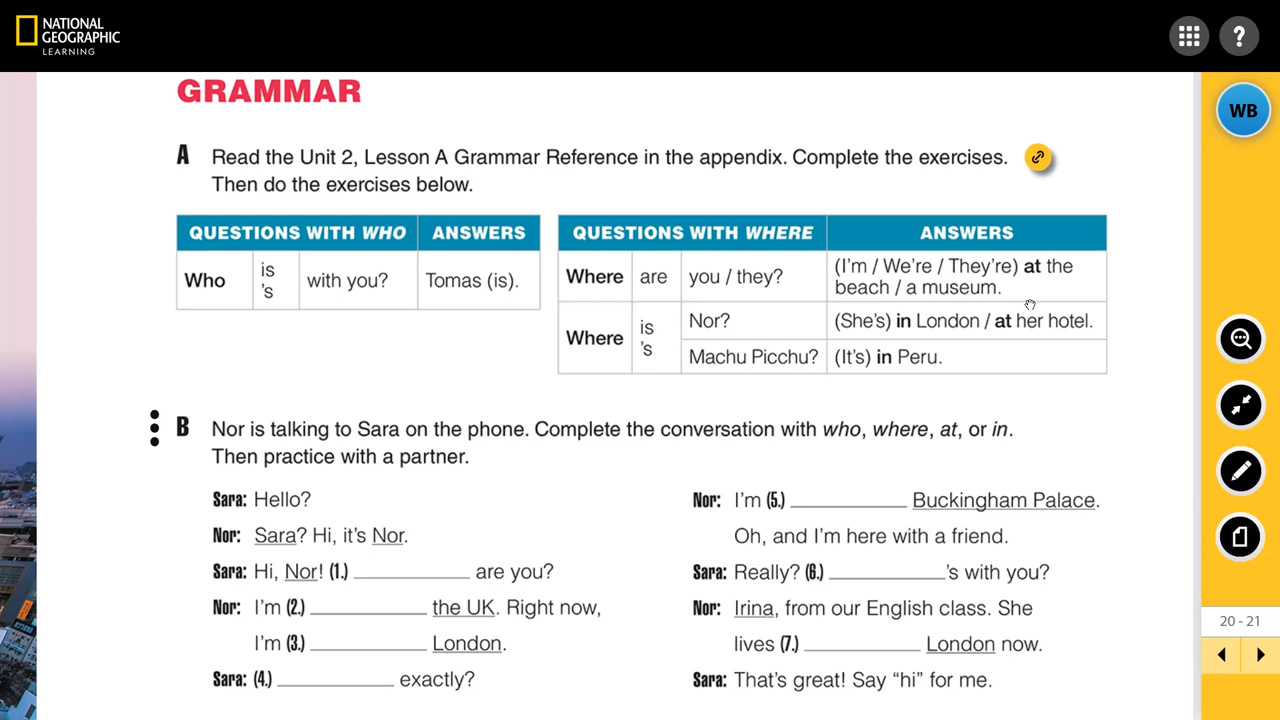 NATIONAL
GEOGRAPHIC
LEARNING
?
WB
GRAMMAR
A Read the Unit 2, Lesson A Grammar Reference in the appendix. Complete the exercises.
Then do the exercises below.
QUESTIONS WITH WHO ANSWERS
Who is with you? Tomas (is).
's
QUESTIONS WITH WHERE ANSWERS
Where are you / they? (I'm / We're / They're) at the
beach / a museum.
Where is Nor? (She's) in London / at her hotel.
's Machu Picchu? (It's) in Peru.
B Nor is talking to Sara on the phone. Complete the conversation with who, where, at, or in.
Then practice with a partner.
Sara: Hello?
Nor: Sara? Hi, it's Nor.
Sara: Hi, Nor! (1.) ____________ are you?
Nor: I'm (2.) ____________ the UK. Right now,
I'm (3.) ____________ London.
Sara: (4.) ____________ exactly?
Nor: I'm (5.) ____________ Buckingham Palace.
Oh, and I'm here with a friend.
Sara: Really? (6.) ____________'s with you?
Nor: Irina, from our English class. She
lives (7.) ____________ London now.
Sara: That's great! Say “hi” for me.
20 - 21